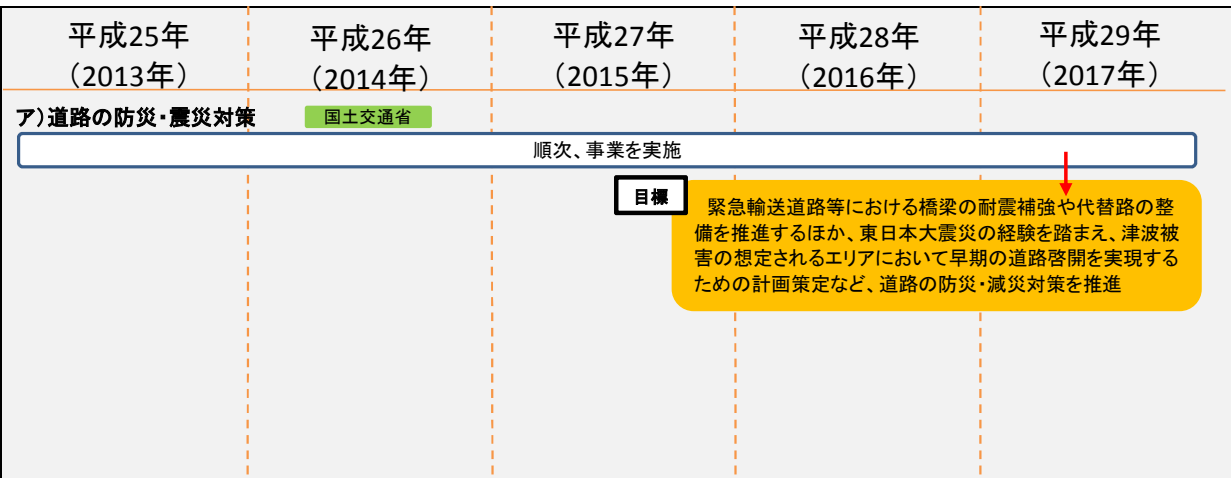 平成25年
（2013年）
平成26年
（2014年）
平成27年
（2015年）
平成28年
（2016年）
平成29年
（2017年）
ア）道路の防災・震災対策
国土交通省
順次、事業を実施
目標
緊急輸送道路等における橋梁の耐震補強や代替路の整
備を推進するほか、東日本大震災の経験を踏まえ、津波被
害の想定されるエリアにおいて早期の道路啓開を実現する
ための計画策定など、道路の防災・減災対策を推進